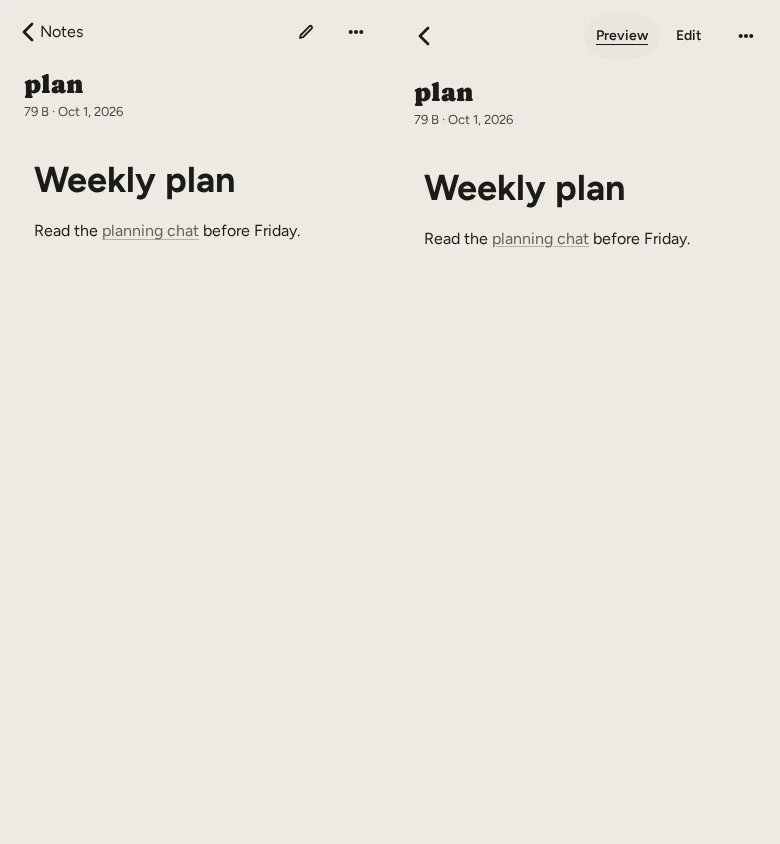 Notes
plan
79 B · Oct 1, 2026
Weekly plan
Read the planning chat before Friday.
Preview Edit
plan
79 B · Oct 1, 2026
Weekly plan
Read the planning chat before Friday.